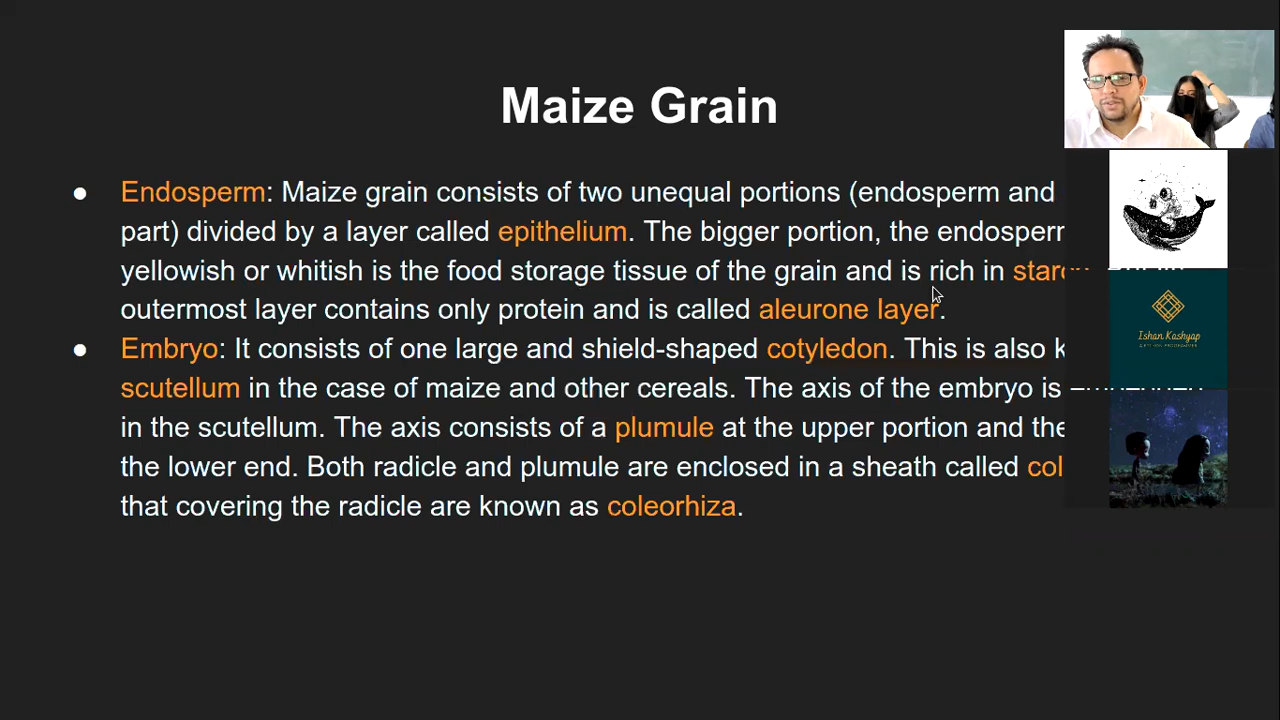 Maize Grain
● Endosperm: Maize grain consists of two unequal portions (endosperm and
part) divided by a layer called epithelium. The bigger portion, the endosperm
yellowish or whitish is the food storage tissue of the grain and is rich in
outermost layer contains only protein and is called aleurone layer.
● Embryo: It consists of one large and shield-shaped cotyledon. This is also
scutellum in the case of maize and other cereals. The axis of the embryo is
in the scutellum. The axis consists of a plumule at the upper portion and the
the lower end. Both radicle and plumule are enclosed in a sheath called
that covering the radicle are known as coleorhiza.
Ishan Kashyap